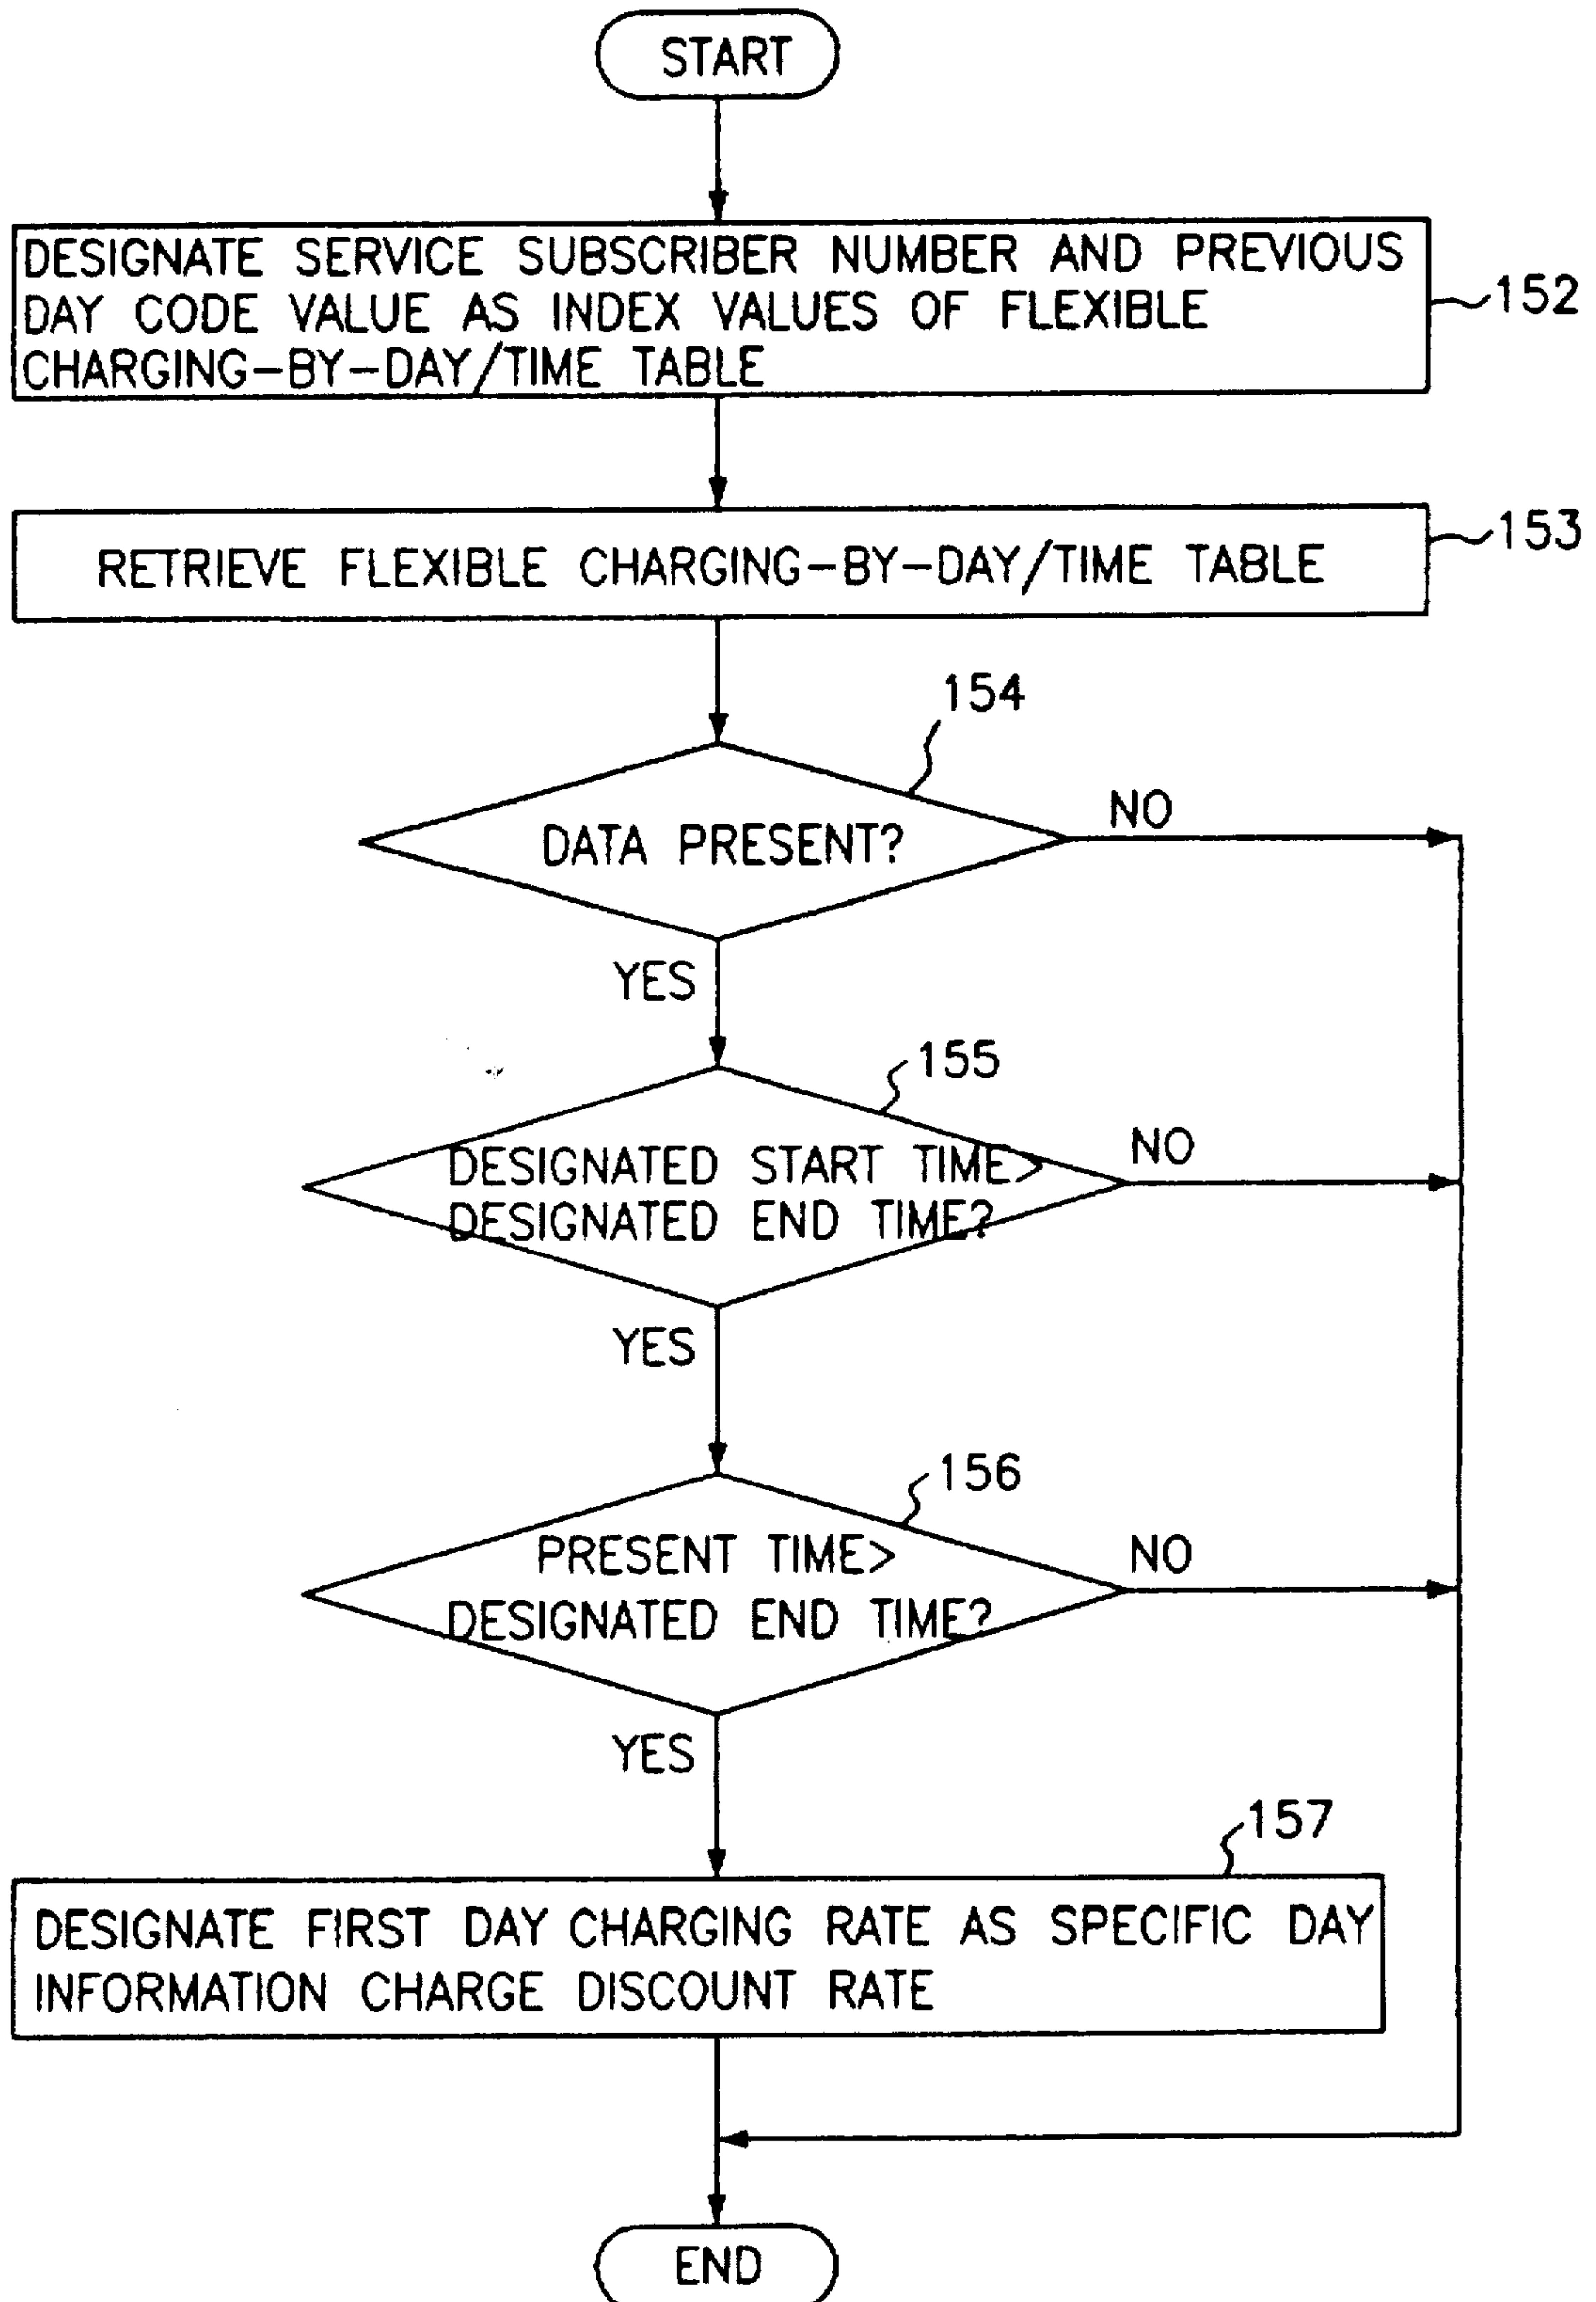 START
DESIGNATE SERVICE SUBSCRIBER NUMBER AND PREVIOUS
DAY CODE VALUE AS INDEX VALUES OF FLEXIBLE
CHARGING-BY-DAY/TIME TABLE
152
RETRIEVE FLEXIBLE CHARGING-BY-DAY/TIME TABLE
153
154
DATA PRESENT?
NO
YES
155
DESIGNATED START TIME>
DESIGNATED END TIME?
NO
YES
156
PRESENT TIME>
DESIGNATED END TIME?
NO
YES
157
DESIGNATE FIRST DAY CHARGING RATE AS SPECIFIC DAY
INFORMATION CHARGE DISCOUNT RATE
END